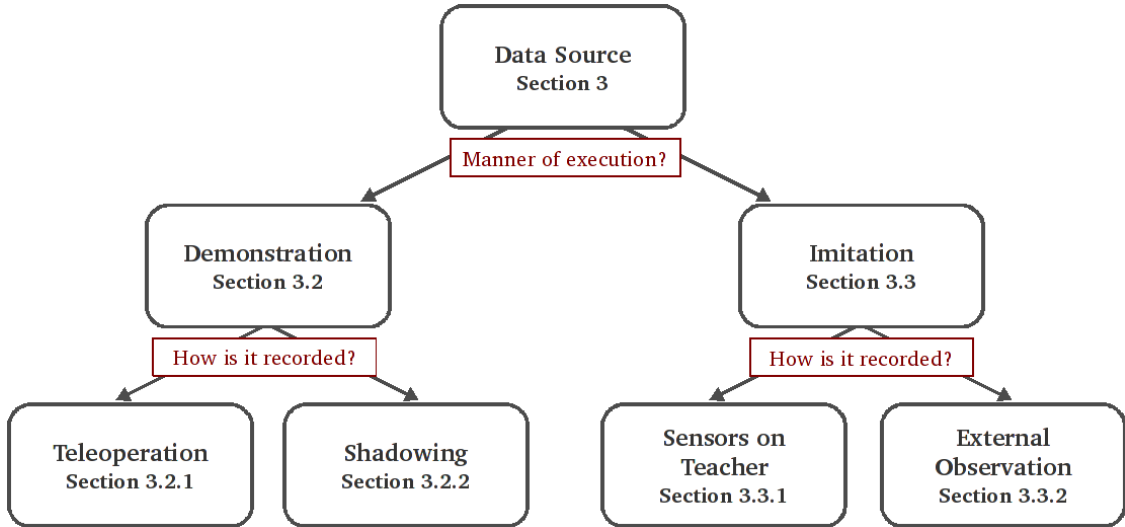 Data Source
Section 3
Manner of execution?
Demonstration
Section 3.2
Imitation
Section 3.3
How is it recorded?
How is it recorded?
Teleoperation
Section 3.2.1
Shadowing
Section 3.2.2
Sensors on
Teacher
Section 3.3.1
External
Observation
Section 3.3.2